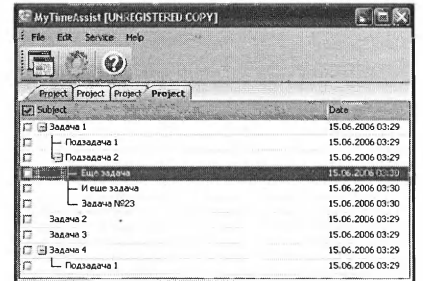 MyTimeAssist [UNREGISTERED COPY]
File Edit Service Help
Project Project Project Project
Subject Date
Задача 1 15.06.2006 03:29
Подзадача 1 15.06.2006 03:29
Подзадача 2 15.06.2006 03:29
Еще задача 15.06.2006 03:30
И еще задача 15.06.2006 03:30
Задача №23 15.06.2006 03:30
Задача 2 15.06.2006 03:29
Задача 3 15.06.2006 03:29
Задача 4 15.06.2006 03:29
Подзадача 1 15.06.2006 03:29